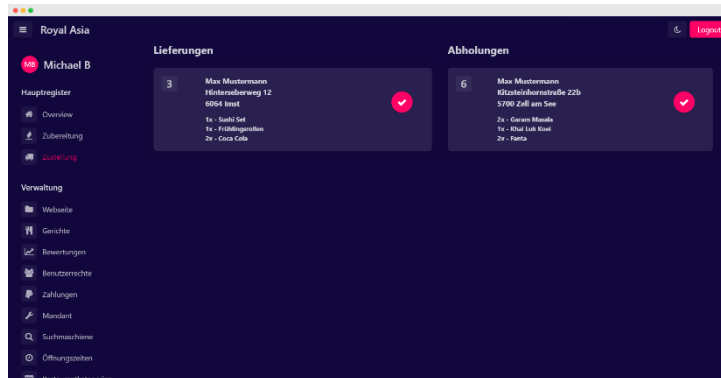 Royal Asia
Logout
MB
Michael B
Hauptregister
Overview
Zubereitung
Zustellung
Verwaltung
Webseite
Gerichte
Bewertungen
Benutzerrechte
Zahlungen
Mandant
Suchmaschiene
Öffnungszeiten
Lieferungen
3
Max Mustermann
Hinterseberweg 12
6064 Imst
1x - Sushi Set
1x - Frühlingsrollen
2x - Coca Cola
Abholungen
6
Max Mustermann
Kitzsteinhornstraße 22b
5700 Zell am See
2x - Garam Masala
1x - Khai Luk Koei
2x - Fanta